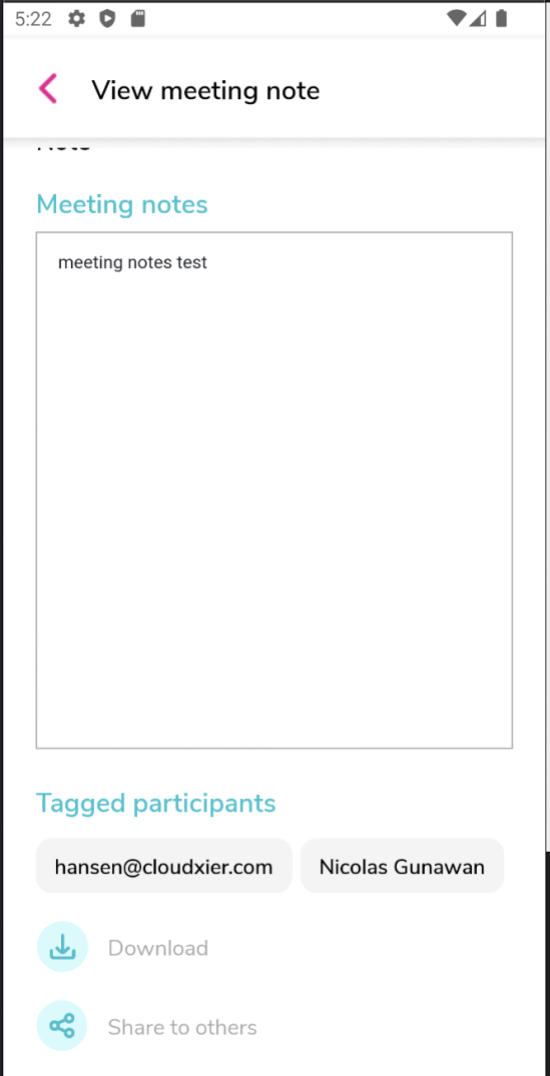 5:22
View meeting note
Note
Meeting notes
meeting notes test
Tagged participants
hansen@cloudxier.com Nicolas Gunawan
Download
Share to others